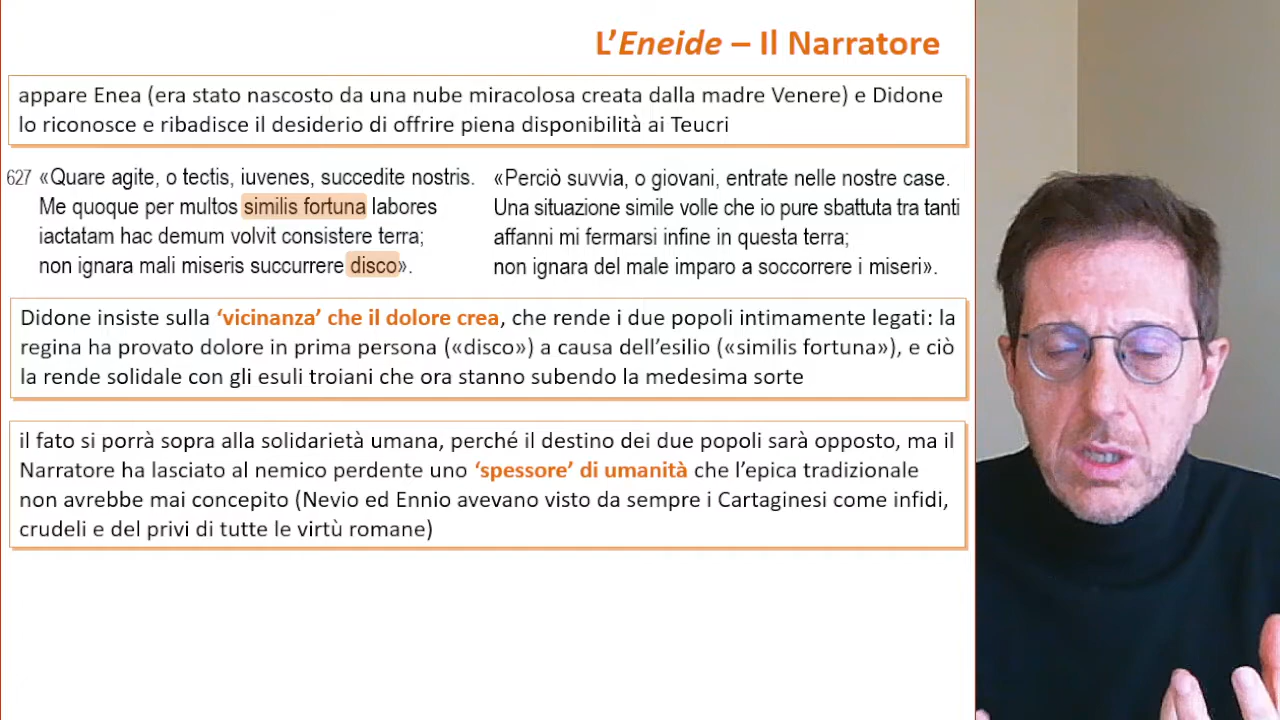 L'Eneide – Il Narratore
appare Enea (era stato nascosto da una nube miracolosa creata dalla madre Venere) e Didone
lo riconosce e ribadisce il desiderio di offrire piena disponibilità ai Teucri
627 «Quare agite, o tectis, iuvenes, succedite nostris.
Me quoque per multos similis fortuna labores
iactatam hac demum volvit consistere terra;
non ignara mali miseris succurrere disco».
«Perciò suvvia, o giovani, entrate nelle nostre case.
Una situazione simile volle che io pure sbattuta tra tanti
affanni mi fermarsi infine in questa terra;
non ignara del male imparo a soccorrere i miseri».
Didone insiste sulla 'vicinanza' che il dolore crea, che rende i due popoli intimamente legati: la
regina ha provato dolore in prima persona («disco») a causa dell'esilio («similis fortuna»), e ciò
la rende solidale con gli esuli troiani che ora stanno subendo la medesima sorte
il fato si porrà sopra alla solidarietà umana, perché il destino dei due popoli sarà opposto, ma il
Narratore ha lasciato al nemico perdente uno 'spessore' di umanità che l'epica tradizionale
non avrebbe mai concepito (Nevio ed Ennio avevano visto da sempre i Cartaginesi come infidi,
crudeli e del privi di tutte le virtù romane)